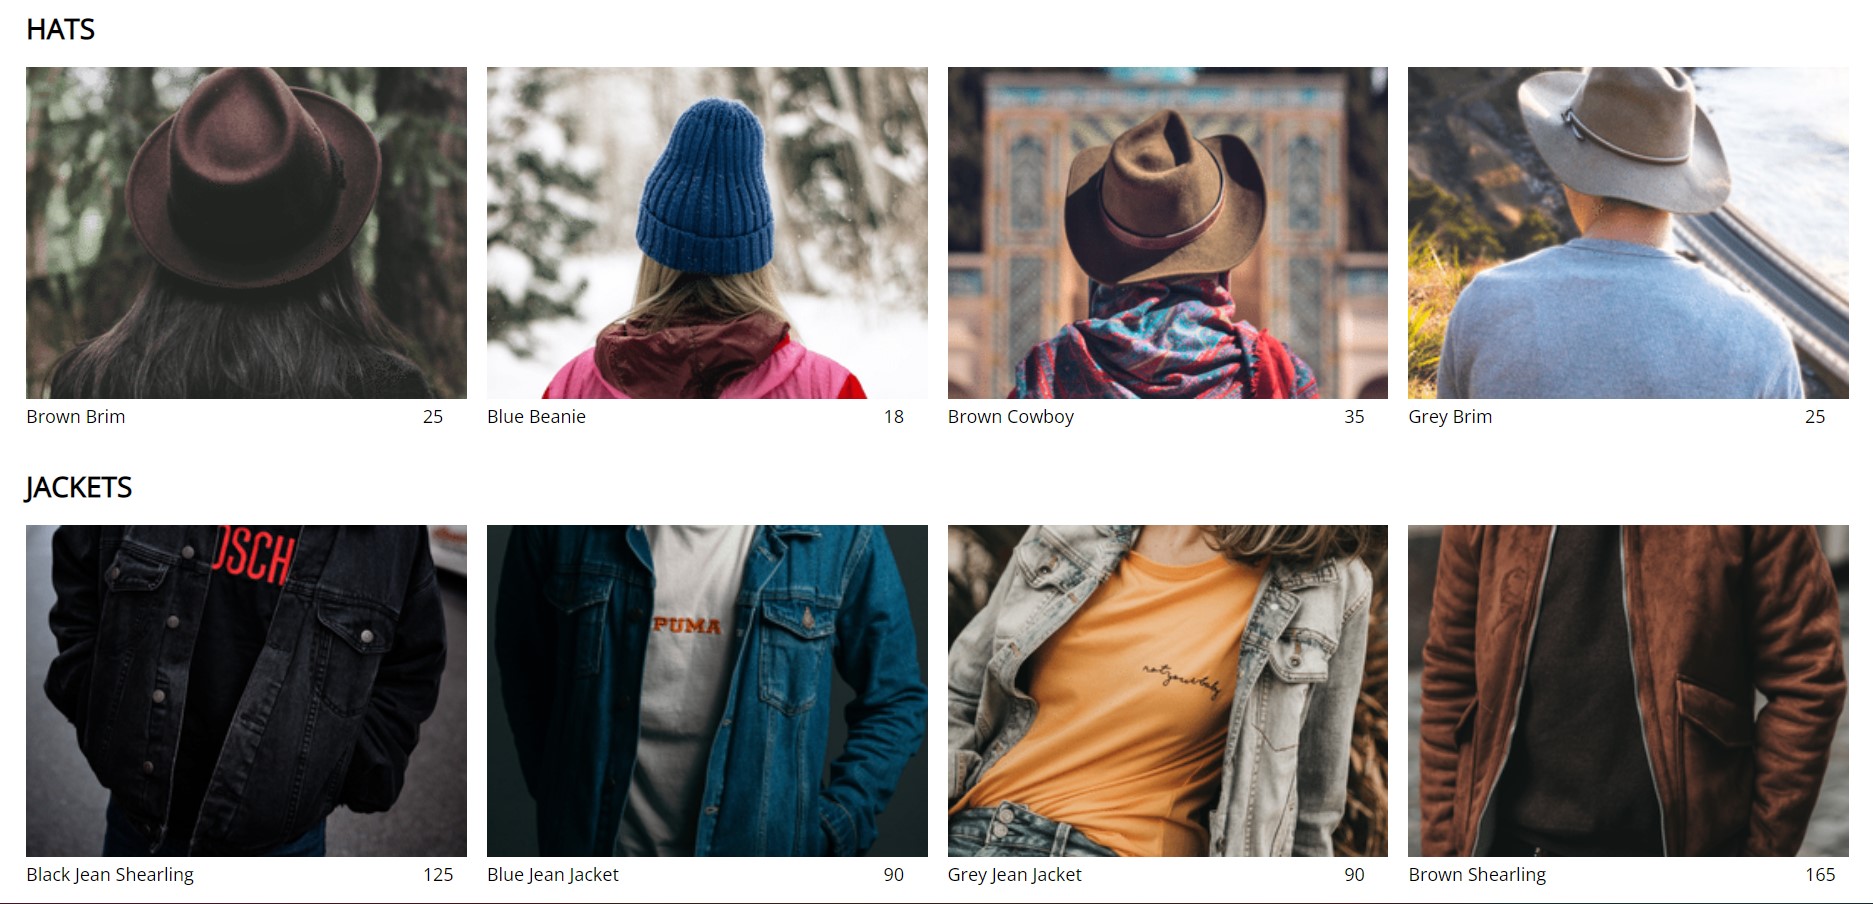 HATS
Brown Brim 25
Blue Beanie 18
Brown Cowboy 35
Grey Brim 25
JACKETS
OSCH
PUMA
notyourbaby
Black Jean Shearling 125
Blue Jean Jacket 90
Grey Jean Jacket 90
Brown Shearling 165